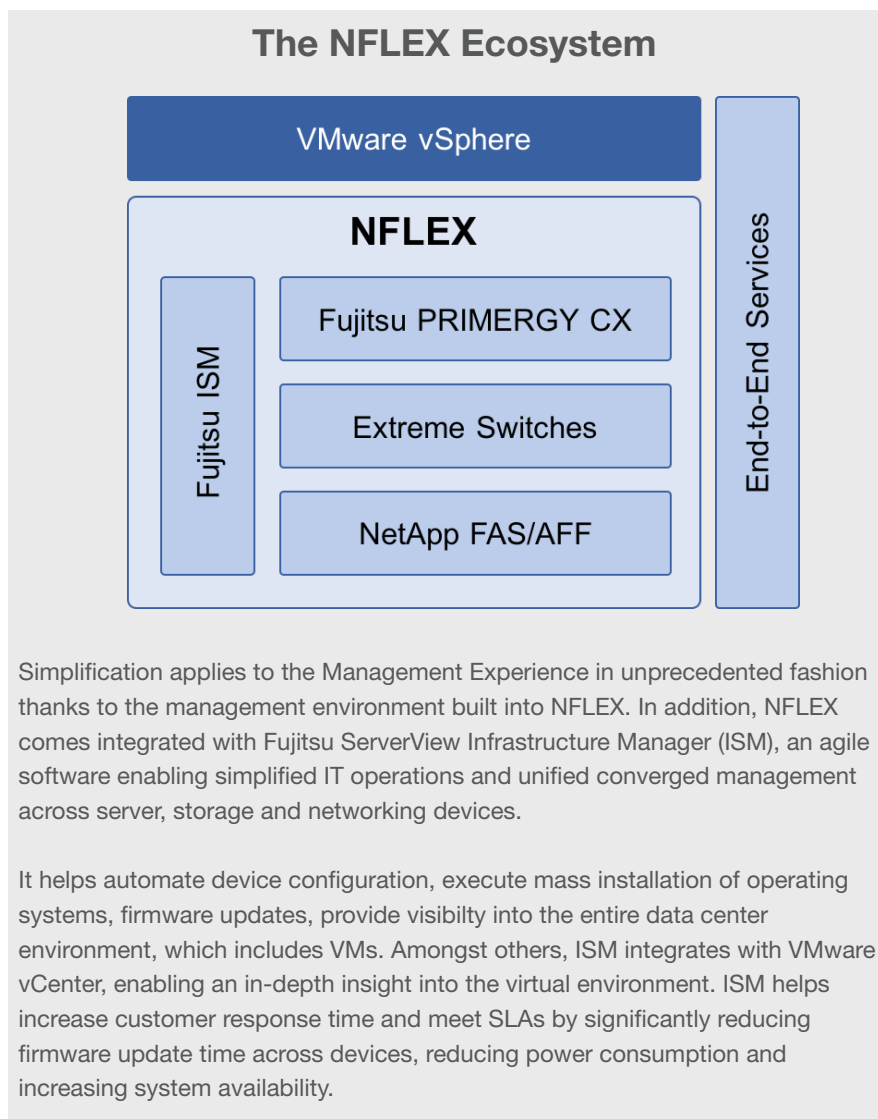 The NFLEX Ecosystem
VMware vSphere
NFLEX
Fujitsu ISM
Fujitsu PRIMERGY CX
Extreme Switches
NetApp FAS/AFF
End-to-End Services
Simplification applies to the Management Experience in unprecedented fashion
thanks to the management environment built into NFLEX. In addition, NFLEX
comes integrated with Fujitsu ServerView Infrastructure Manager (ISM), an agile
software enabling simplified IT operations and unified converged management
across server, storage and networking devices.
It helps automate device configuration, execute mass installation of operating
systems, firmware updates, provide visibilty into the entire data center
environment, which includes VMs. Amongst others, ISM integrates with VMware
vCenter, enabling an in-depth insight into the virtual environment. ISM helps
increase customer response time and meet SLAs by significantly reducing
firmware update time across devices, reducing power consumption and
increasing system availability.